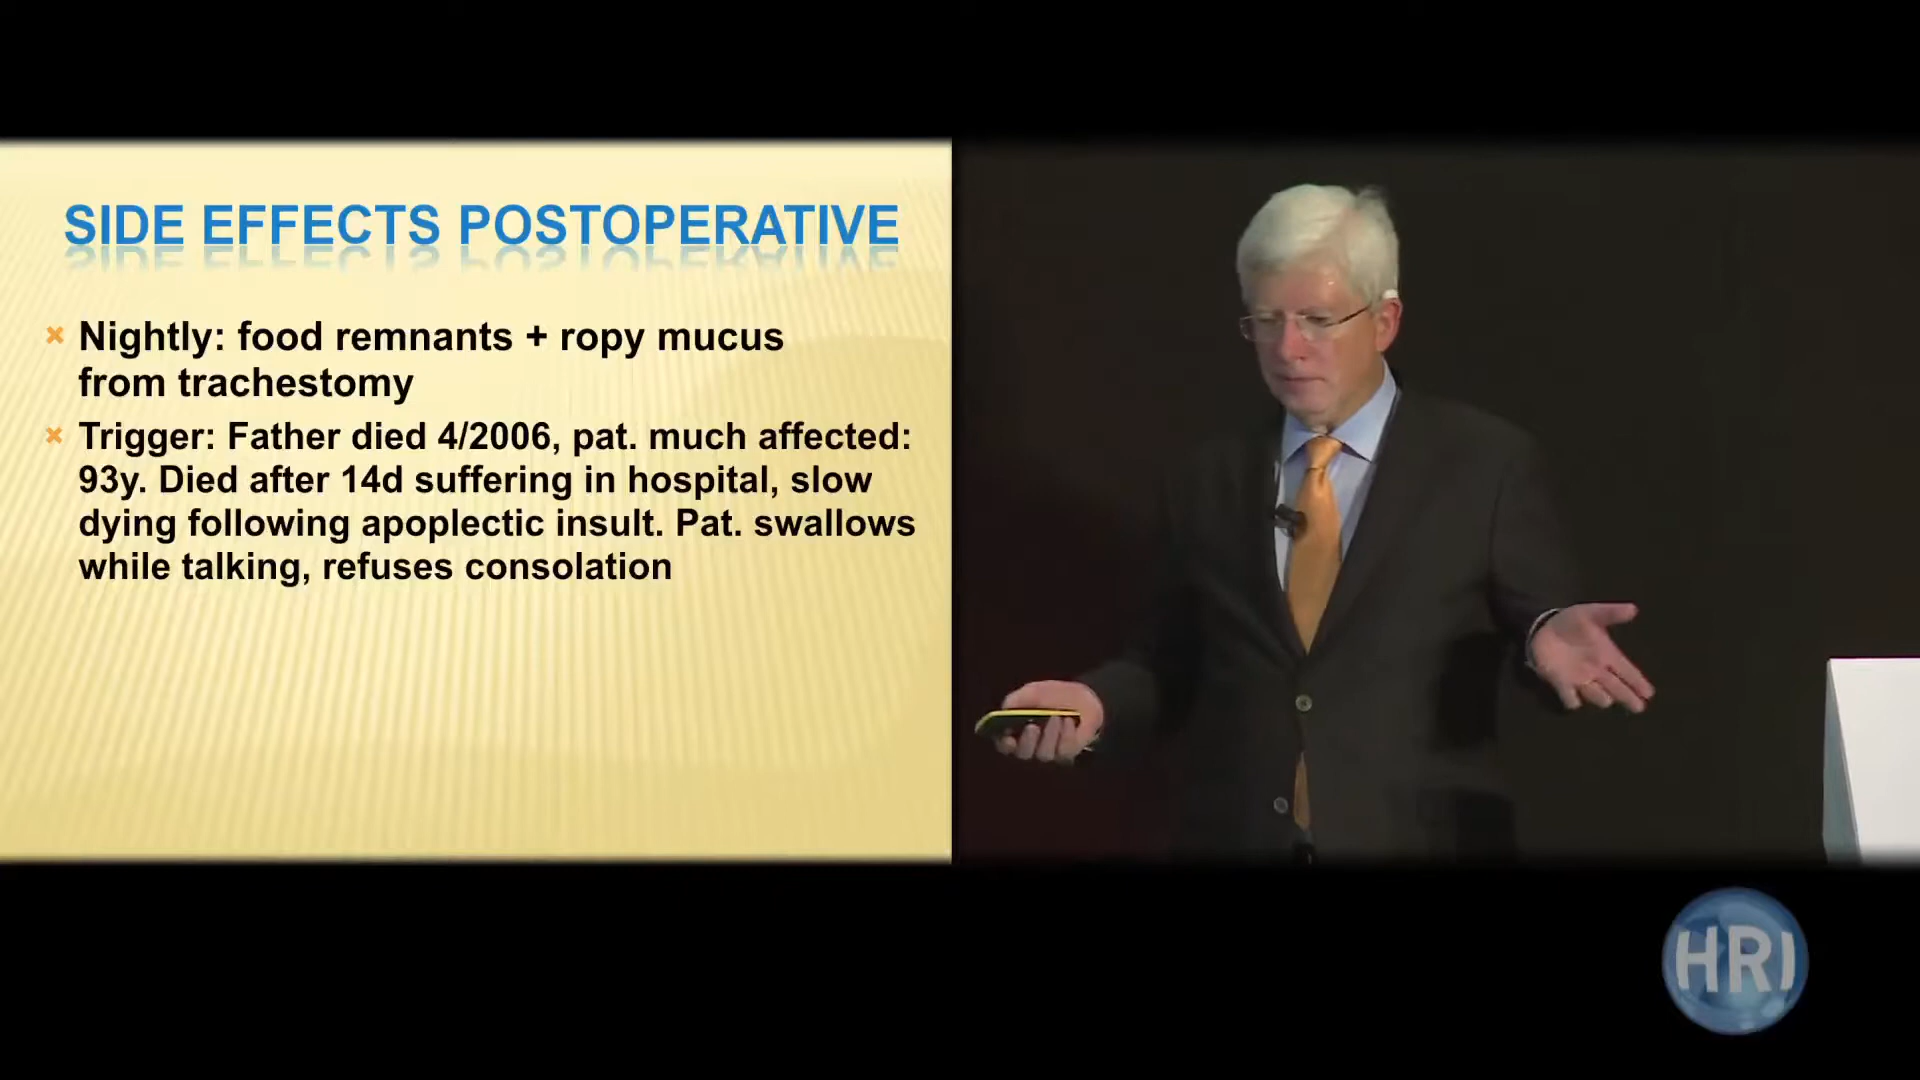 SIDE EFFECTS POSTOPERATIVE
Nightly: food remnants + ropy mucus
from trachestomy
Trigger: Father died 4/2006, pat. much affected:
93y. Died after 14d suffering in hospital, slow
dying following apoplectic insult. Pat. swallows
while talking, refuses consolation
HRI